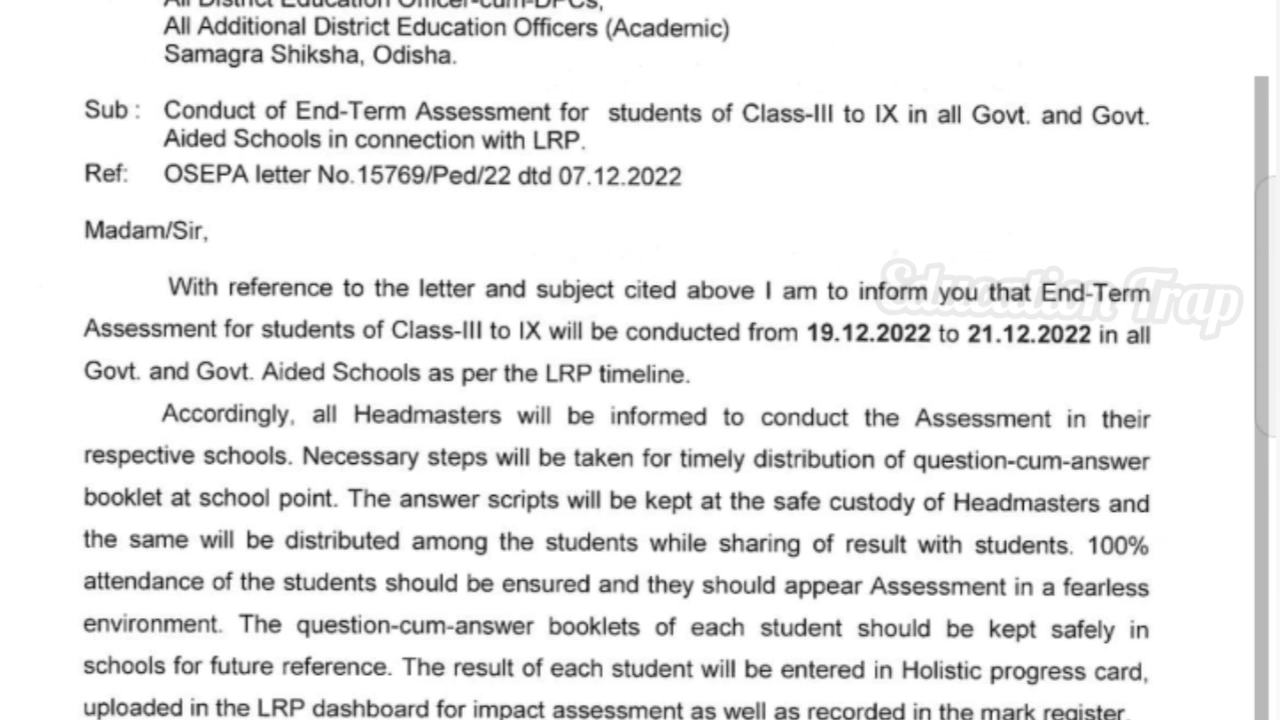 All District Education Officer-cum-DPCs,
All Additional District Education Officers (Academic)
Samagra Shiksha, Odisha.
Sub : Conduct of End-Term Assessment for students of Class-III to IX in all Govt. and Govt.
Aided Schools in connection with LRP.
Ref: OSEPA letter No.15769/Ped/22 dtd 07.12.2022
Madam/Sir,
With reference to the letter and subject cited above I am to inform you that End-Term
Assessment for students of Class-III to IX will be conducted from 19.12.2022 to 21.12.2022 in all
Govt. and Govt. Aided Schools as per the LRP timeline.
Accordingly, all Headmasters will be informed to conduct the Assessment in their
respective schools. Necessary steps will be taken for timely distribution of question-cum-answer
booklet at school point. The answer scripts will be kept at the safe custody of Headmasters and
the same will be distributed among the students while sharing of result with students. 100%
attendance of the students should be ensured and they should appear Assessment in a fearless
environment. The question-cum-answer booklets of each student should be kept safely in
schools for future reference. The result of each student will be entered in Holistic progress card,
uploaded in the LRP dashboard for impact assessment as well as recorded in the mark register.
Education Trap